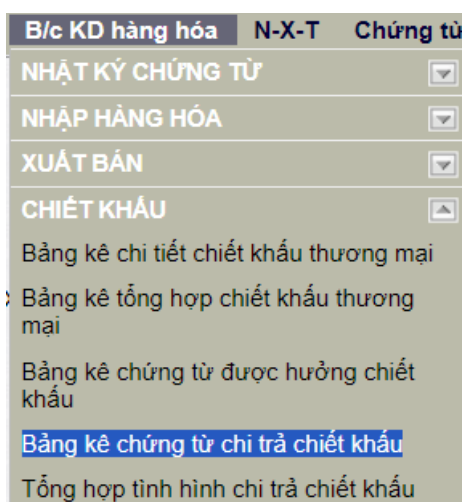 B/c KD hàng hóa N-X-T Chứng từ
NHẬT KÝ CHỨNG TỪ
NHẬP HÀNG HÓA
XUẤT BÁN
CHIẾT KHẤU
Bảng kê chi tiết chiết khấu thương mại
Bảng kê tổng hợp chiết khấu thương
mại
Bảng kê chứng từ được hưởng chiết
khấu
Bảng kê chứng từ chi trả chiết khấu
Tổng hợp tình hình chi trả chiết khấu